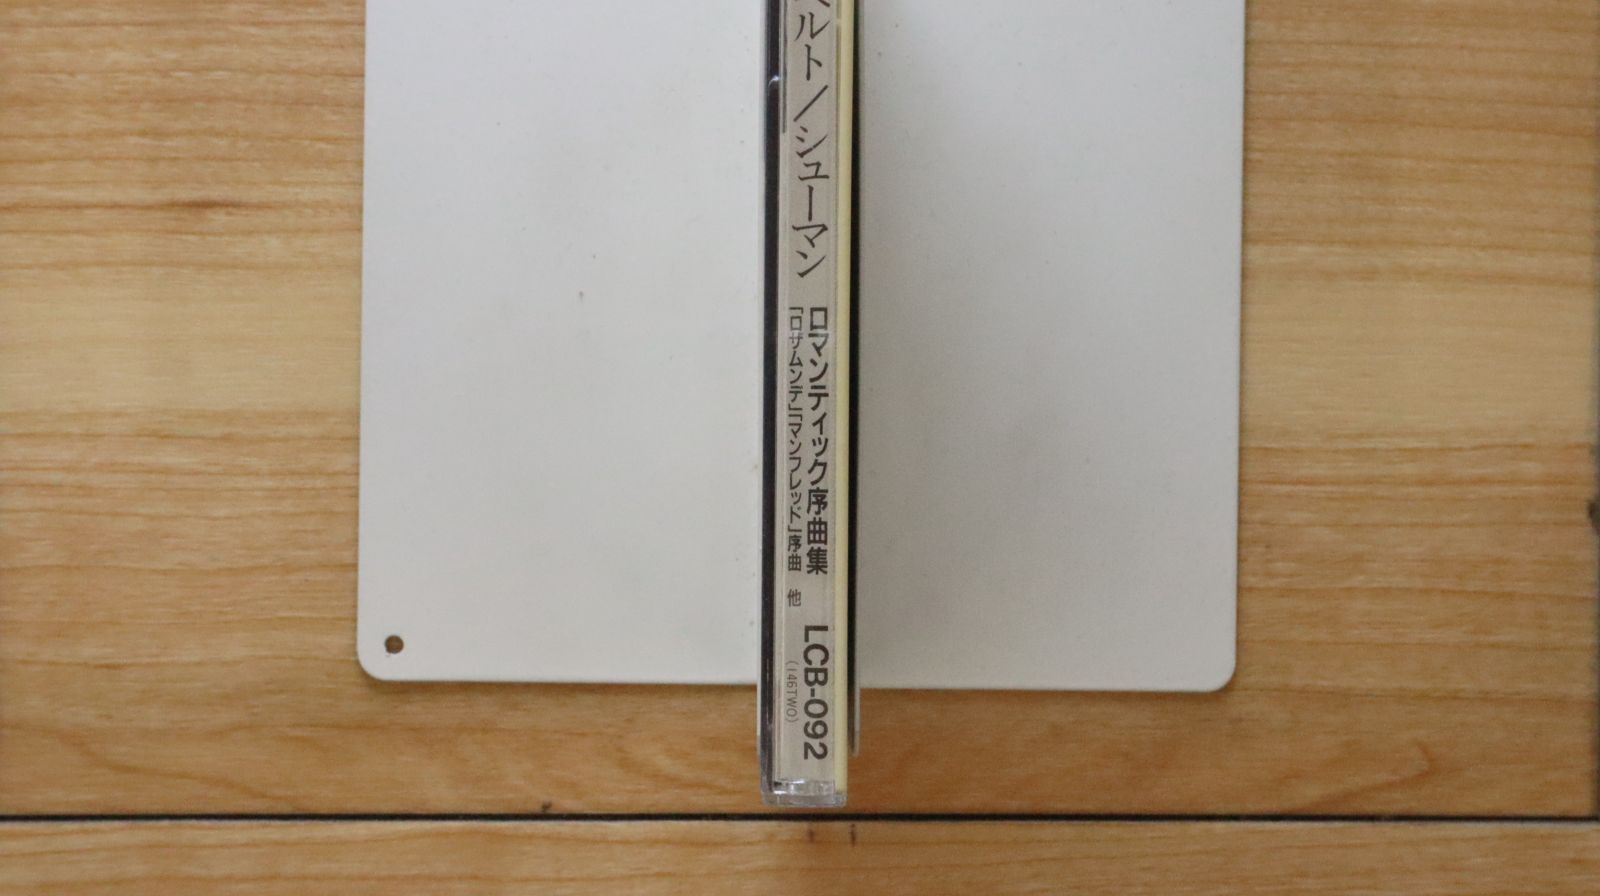 ルト/シューマン
ロマンティック序曲集
「ロザムンデ」「マンフレッド」序曲 他
LCB-092
(146TWO)